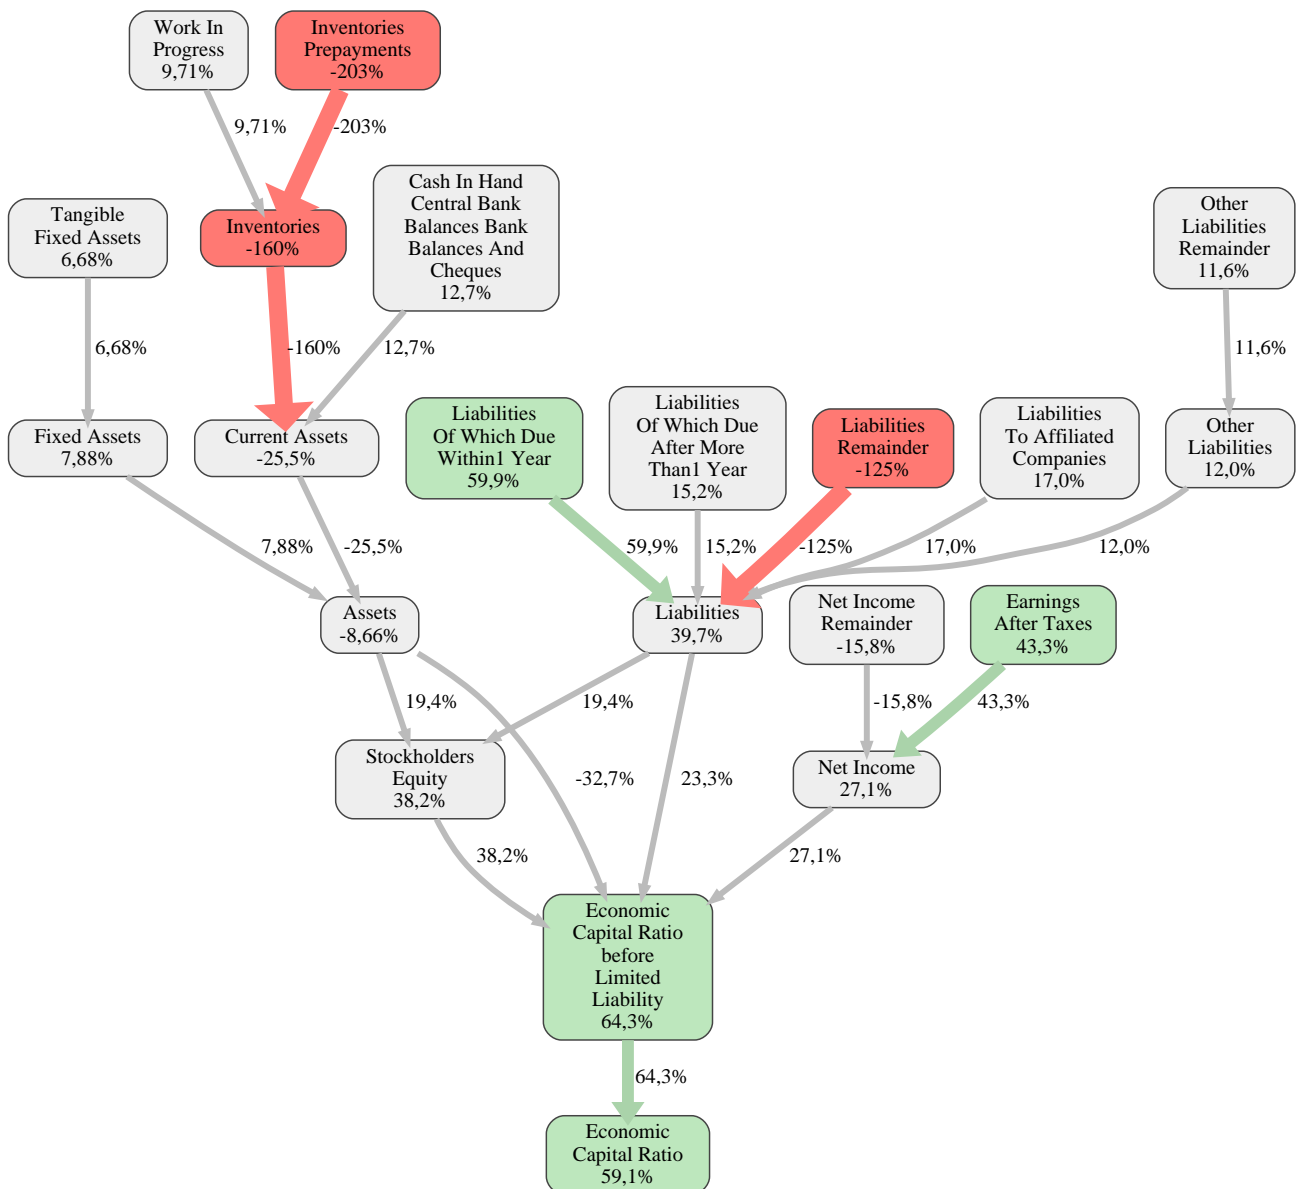 Work In
Progress
9,71%
Inventories
Prepayments
-203%
9,71%
-203%
Tangible
Fixed Assets
6,68%
Inventories
-160%
Cash In Hand
Central Bank
Balances Bank
Balances And
Cheques
12,7%
Other
Liabilities
Remainder
11,6%
6,68%
-160%
12,7%
11,6%
Fixed Assets
7,88%
Current Assets
-25,5%
Liabilities
Of Which Due
Within1 Year
59,9%
Liabilities
Of Which Due
After More
Than1 Year
15,2%
Liabilities
Remainder
-125%
Liabilities
To Affiliated
Companies
17,0%
Other
Liabilities
12,0%
7,88%
-25,5%
59,9%
15,2%
-125%
17,0%
12,0%
Assets
-8,66%
Liabilities
39,7%
Net Income
Remainder
-15,8%
Earnings
After Taxes
43,3%
19,4%
19,4%
-15,8%
43,3%
Stockholders
Equity
38,2%
-32,7%
23,3%
Net Income
27,1%
38,2%
27,1%
Economic
Capital Ratio
before
Limited
Liability
64,3%
64,3%
Economic
Capital Ratio
59,1%